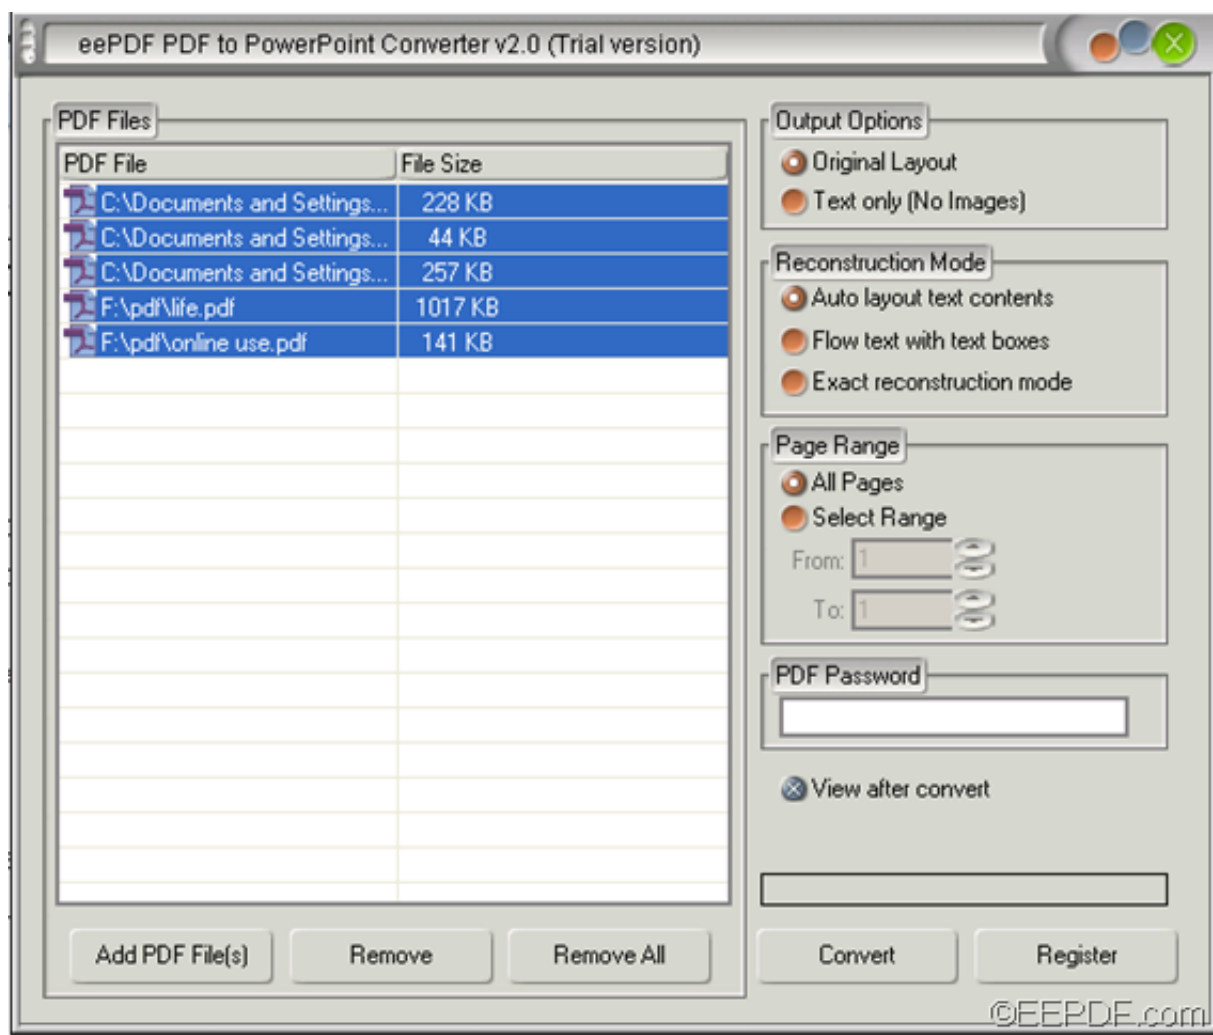 eePDF PDF to PowerPoint Converter v2.0 (Trial version)
PDF Files
PDF File File Size
C:\Documents and Settings... 228 KB
C:\Documents and Settings... 44 KB
C:\Documents and Settings... 257 KB
F:\pdf\life.pdf 1017 KB
F:\pdf\online use.pdf 141 KB
Add PDF File(s) Remove Remove All
Output Options
Original Layout
Text only (No Images)
Reconstruction Mode
Auto layout text contents
Flow text with text boxes
Exact reconstruction mode
Page Range
All Pages
Select Range
From: 1
To: 1
PDF Password
View after convert
Convert Register
©EEPDF.com